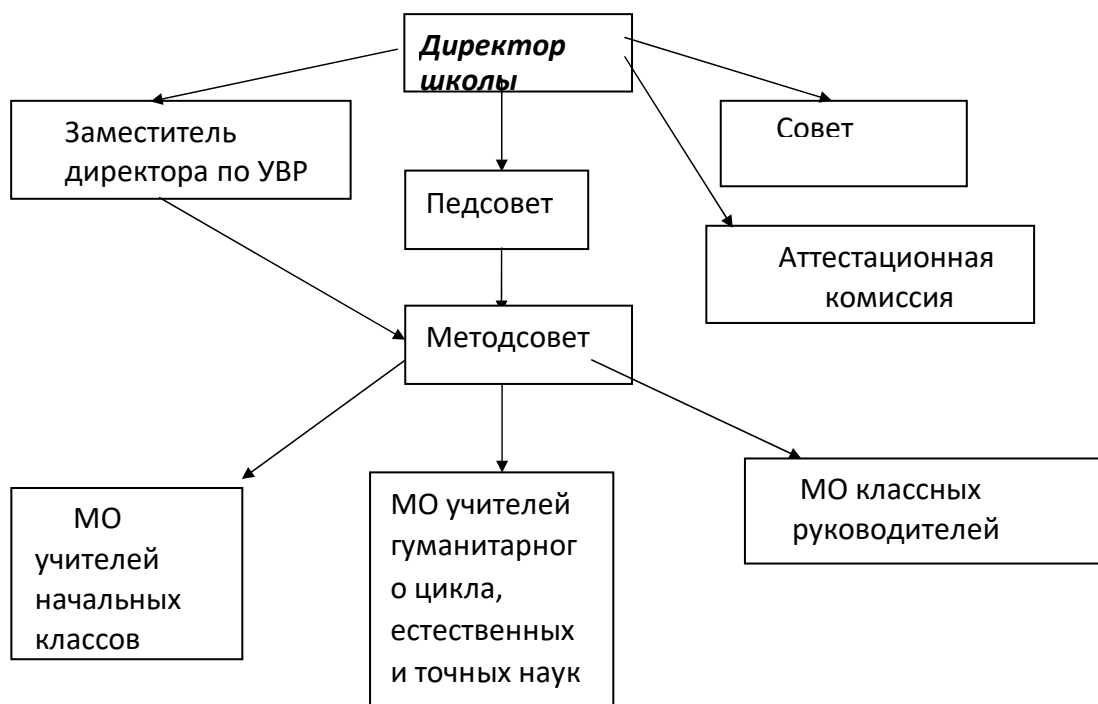 Директор
школы
Заместитель
директора по УВР
Совет
Педсовет
Аттестационная
комиссия
Методсовет
МО
учителей
начальных
классов
МО учителей
гуманитарног
о цикла,
естественных
и точных наук
МО классных
руководителей